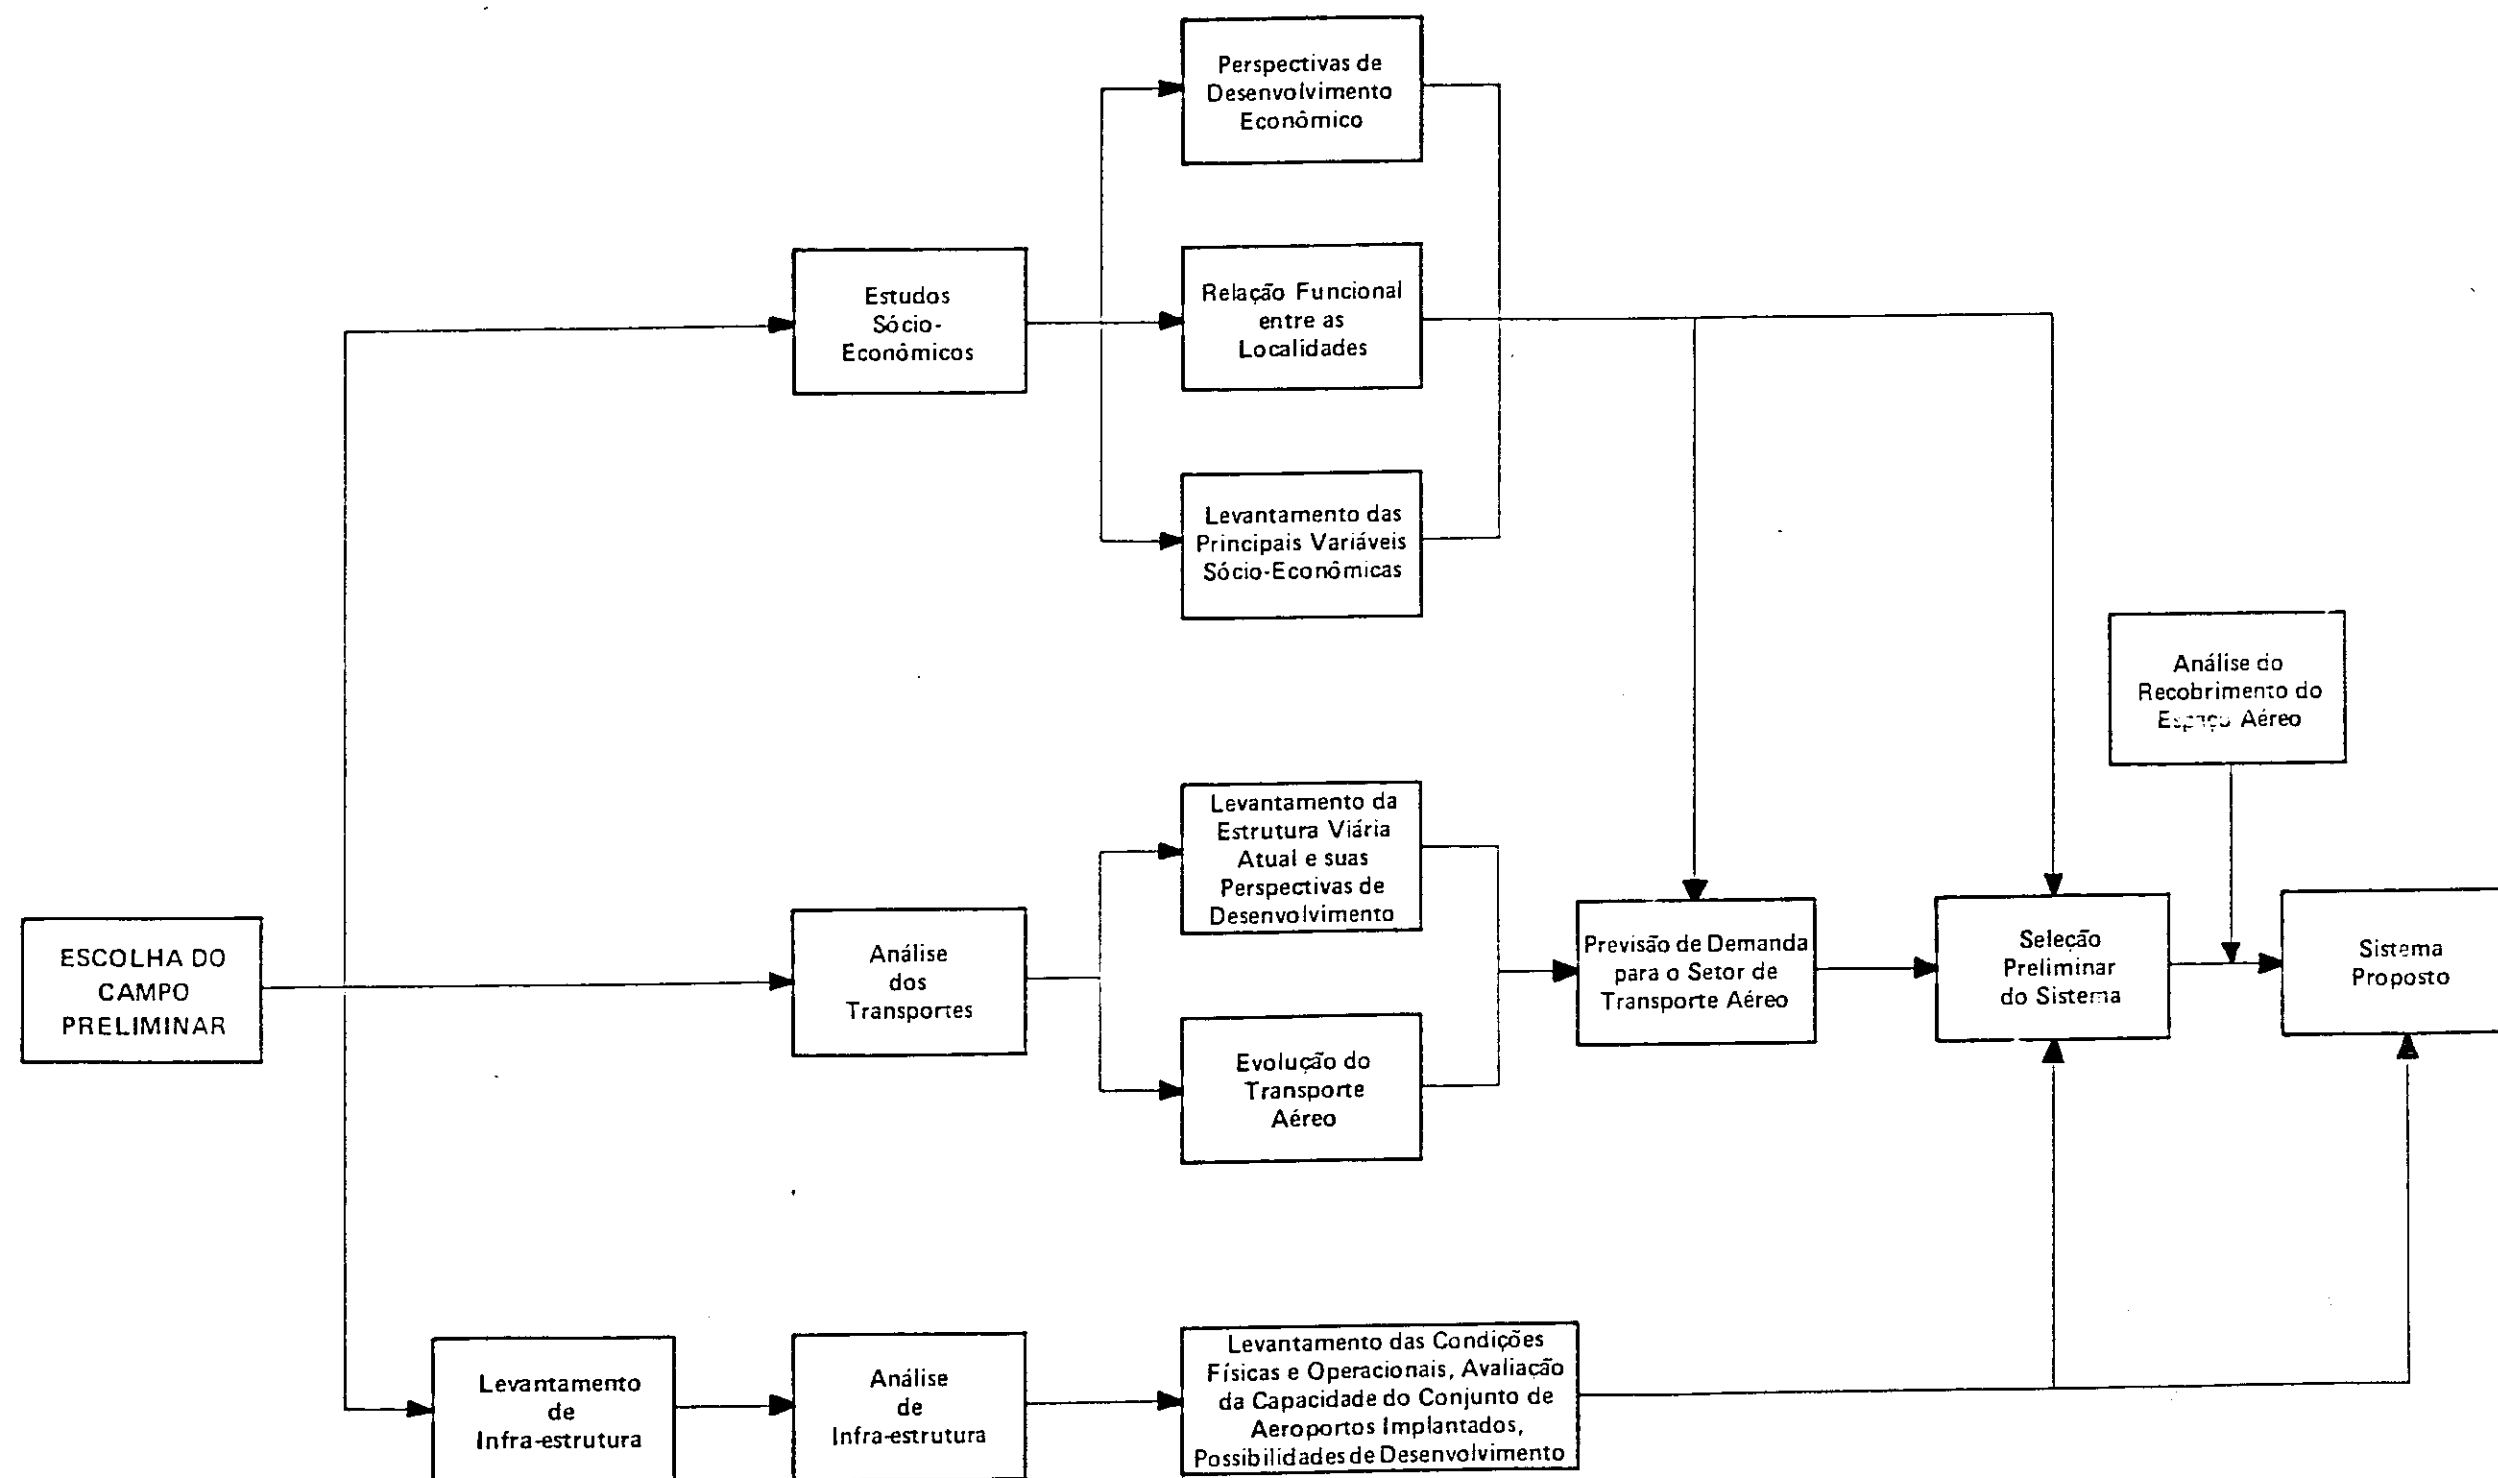 Perspectivas de
Desenvolvimento
Econômico
Estudos
Sócio-
Econômicos
Relação Funcional
entre as
Localidades
Levantamento das
Principais Variáveis
Sócio-Econômicas
Análise do
Recobrimento do
Espaço Aéreo
Levantamento da
Estrutura Viária
Atual e suas
Perspectivas de
Desenvolvimento
ESCOLHA DO
CAMPO
PRELIMINAR
Análise
dos
Transportes
Evolução do
Transporte
Aéreo
Previsão de Demanda
para o Setor de
Transporte Aéreo
Seleção
Preliminar
do Sistema
Sistema
Proposto
Levantamento
de
Infra-estrutura
Análise
de
Infra-estrutura
Levantamento das Condições
Físicas e Operacionais, Avaliação
da Capacidade do Conjunto de
Aeroportos Implantados,
Possibilidades de Desenvolvimento